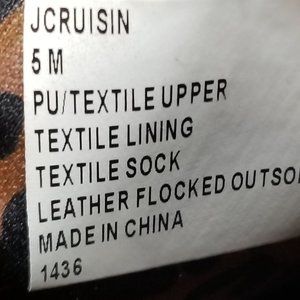 JCRUISIN
5 M
PU/TEXTILE UPPER
TEXTILE LINING
TEXTILE SOCK
LEATHER FLOCKED OUTSO
MADE IN CHINA
1436